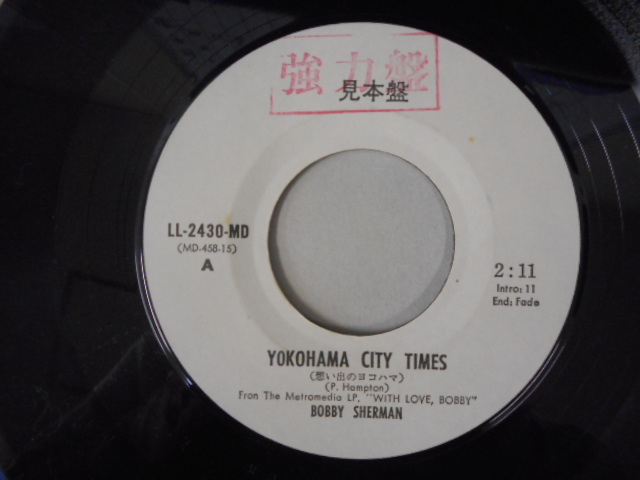 強力盤
見本盤
LL-2430-MD
(MD-458-15)
A
2:11
Intro: 11
End: Fade
YOKOHAMA CITY TIMES
(想い出のヨコハマ)
(P. Hampton)
Fron The Metromedia LP, "WITH LOVE, BOBBY"
BOBBY SHERMAN